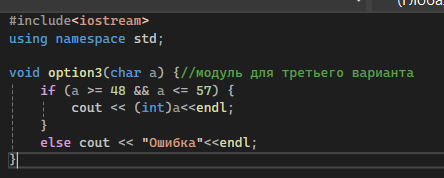 (Глоба
#include<iostream>
using namespace std;
void option3(char a) {//модуль для третьего варианта
if (a >= 48 && a <= 57) {
cout << (int)a<<endl;
}
else cout << "Ошибка"<<endl;
}